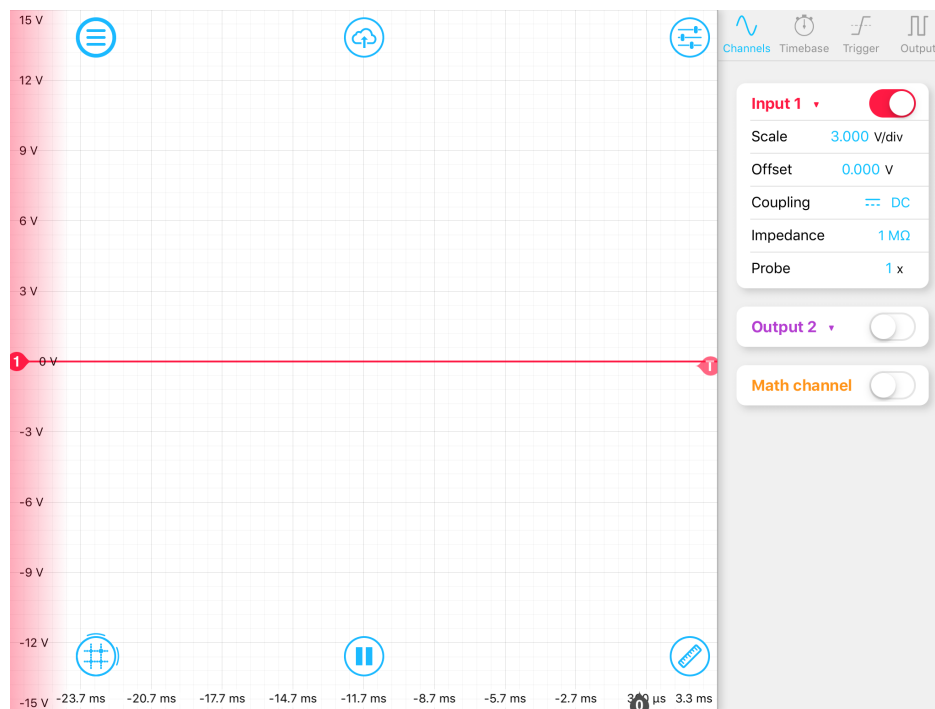 15 V
12 V
9 V
6 V
3 V
1 0 V
T
-3 V
-6 V
-9 V
-12 V
-15 V
-23.7 ms -20.7 ms -17.7 ms -14.7 ms -11.7 ms -8.7 ms -5.7 ms -2.7 ms µs 3.3 ms
0
Channels Timebase Trigger Output
Input 1
Scale 3.000 V/div
Offset 0.000 V
Coupling DC
Impedance 1 MΩ
Probe 1 x
Output 2
Math channel